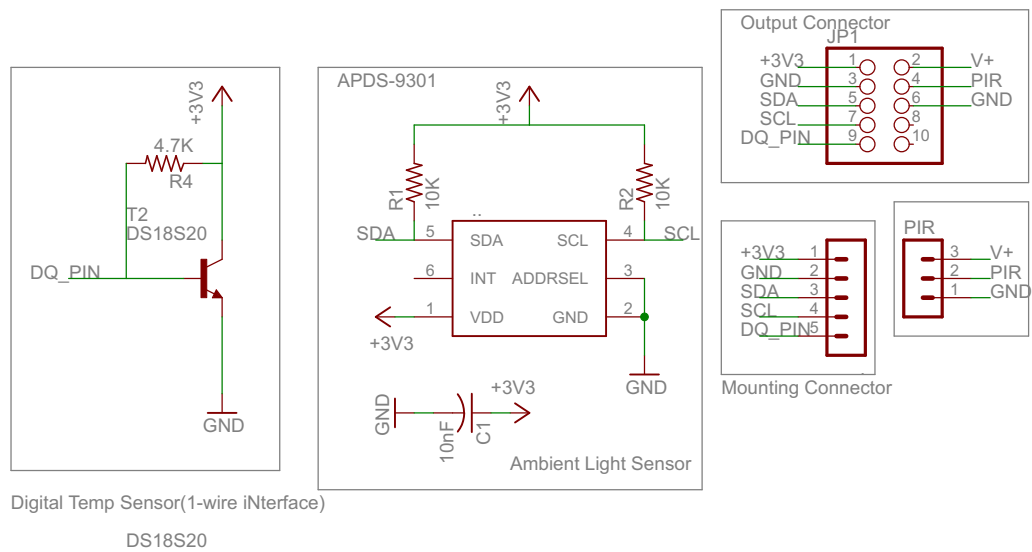 +3V3
4.7K
R4
T2
DS18S20
DQ_PIN
GND
Digital Temp Sensor(1-wire iNterface)
DS18S20
APDS-9301
+3V3
R1
10K
R2
10K
..
SDA 5 SDA SCL 4 SCL
6 INT ADDRSEL 3
1 VDD GND 2
+3V3
GND
GND
10nF
C1
+3V3
Ambient Light Sensor
Output Connector
JP1
+3V3 1 2 V+
GND 3 4 PIR
SDA 5 6 GND
SCL 7 8
DQ_PIN 9 10
+3V3 1
GND 2
SDA 3
SCL 4
DQ_PIN 5
Mounting Connector
PIR
3 V+
2 PIR
1 GND